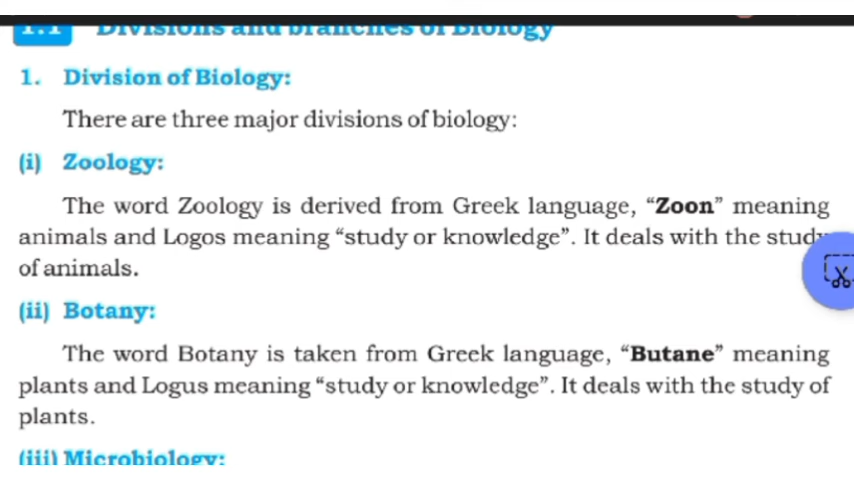 1.1 Divisions and branches of Biology
1. Division of Biology:
There are three major divisions of biology:
(i) Zoology:
The word Zoology is derived from Greek language, “Zoon” meaning
animals and Logos meaning “study or knowledge”. It deals with the study
of animals.
(ii) Botany:
The word Botany is taken from Greek language, “Butane” meaning
plants and Logus meaning “study or knowledge”. It deals with the study of
plants.
(iii) Microbiology: